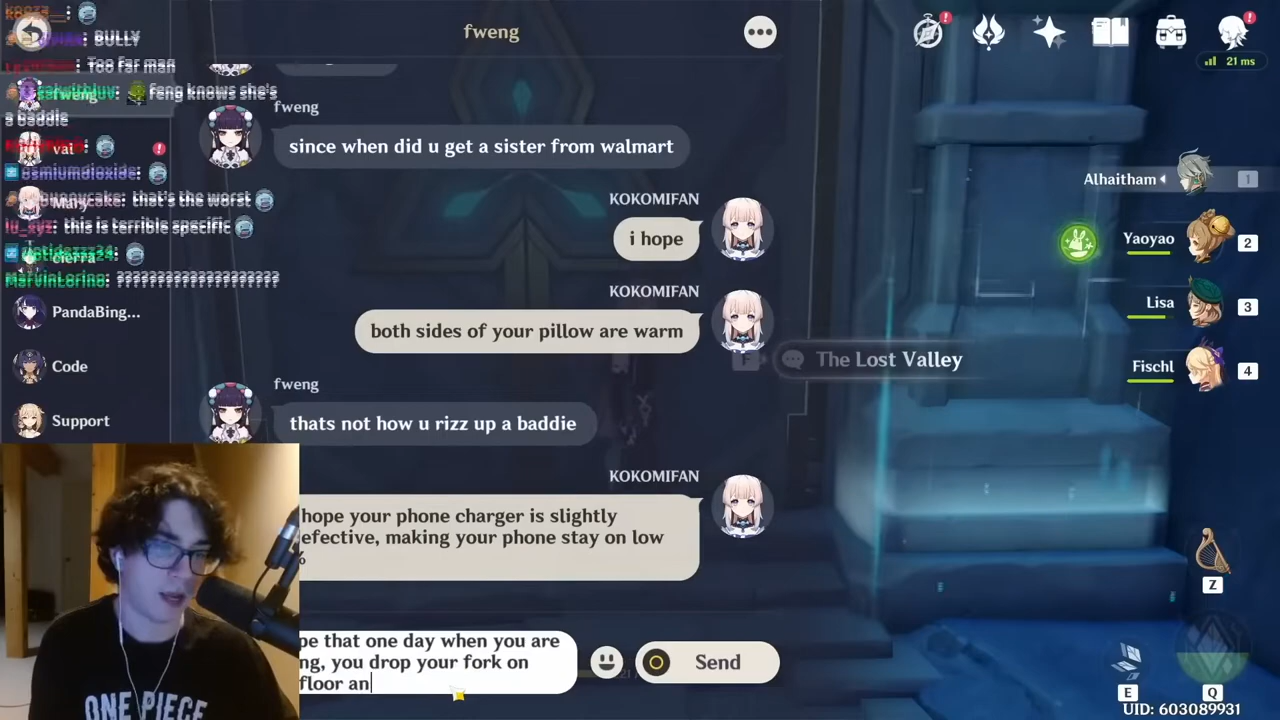 fweng
21 ms
BULLY
Too far man
feng knows she's
a baddie
fweng
since when did u get a sister from walmart
val
osmiumdioxide:
that's the worst
this is terrible specific
MarvinLorino: ????????????????????
PandaBing...
Code
Support
KOKOMIFAN
i hope
KOKOMIFAN
both sides of your pillow are warm
F
The Lost Valley
fweng
thats not how u rizz up a baddie
KOKOMIFAN
hope your phone charger is slightly
efective, making your phone stay on low
%
pe that one day when you are
ng, you drop your fork on
floor an
Send
Alhaitham
1
Yaoyao
2
Lisa
3
Fischl
4
Z
E
Q
UID: 603089931
ONE PIECE